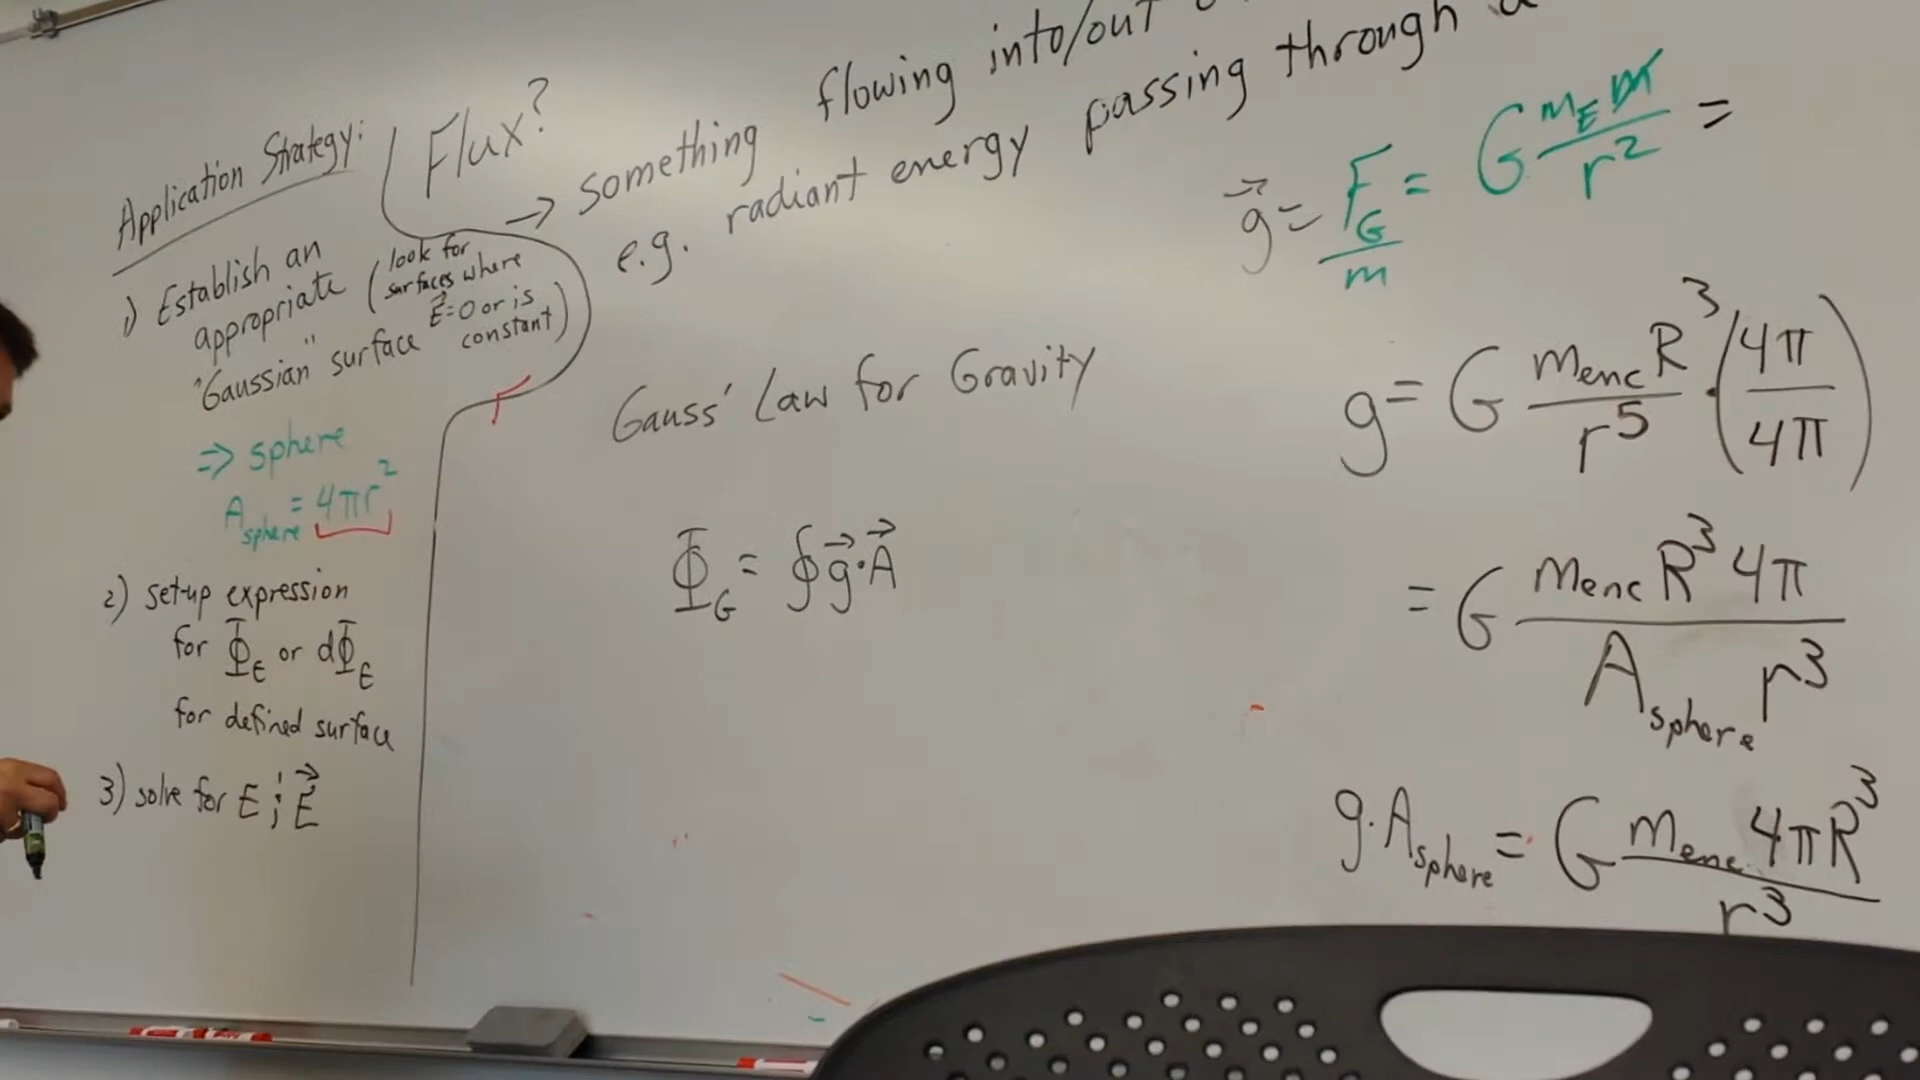 Application Strategy:
1) Establish an
appropriate (look for
surfaces where
E⃗=0 or is
constant)
"Gaussian" surface
⇒ sphere
A_sphere = 4πr²
2) set-up expression
for Φ_E or dΦ_E
for defined surface
3) solve for E ; E⃗
Flux?
→ something flowing into/out
e.g. radiant energy passing through a
Gauss' Law for Gravity
Φ_G = ∮g⃗·A⃗
g⃗ = F_G/m = G m_E m/r² =
g = G m_enc R³/r⁵ · (4π/4π)
= G m_enc R³ 4π / A_sphere r³
g·A_sphere = G m_enc 4πR³/r³